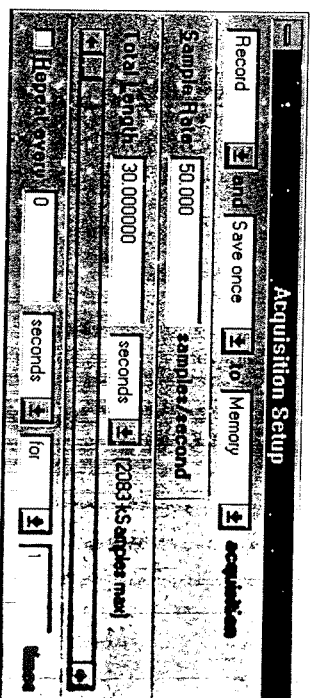 Acquisition Setup
Record and Save once to Memory acquisition
Sample Rate: 50.000 samples/second
Total Length: 30.000000 seconds (2083 kSamples max)
Repeat every 0 seconds for 1 times